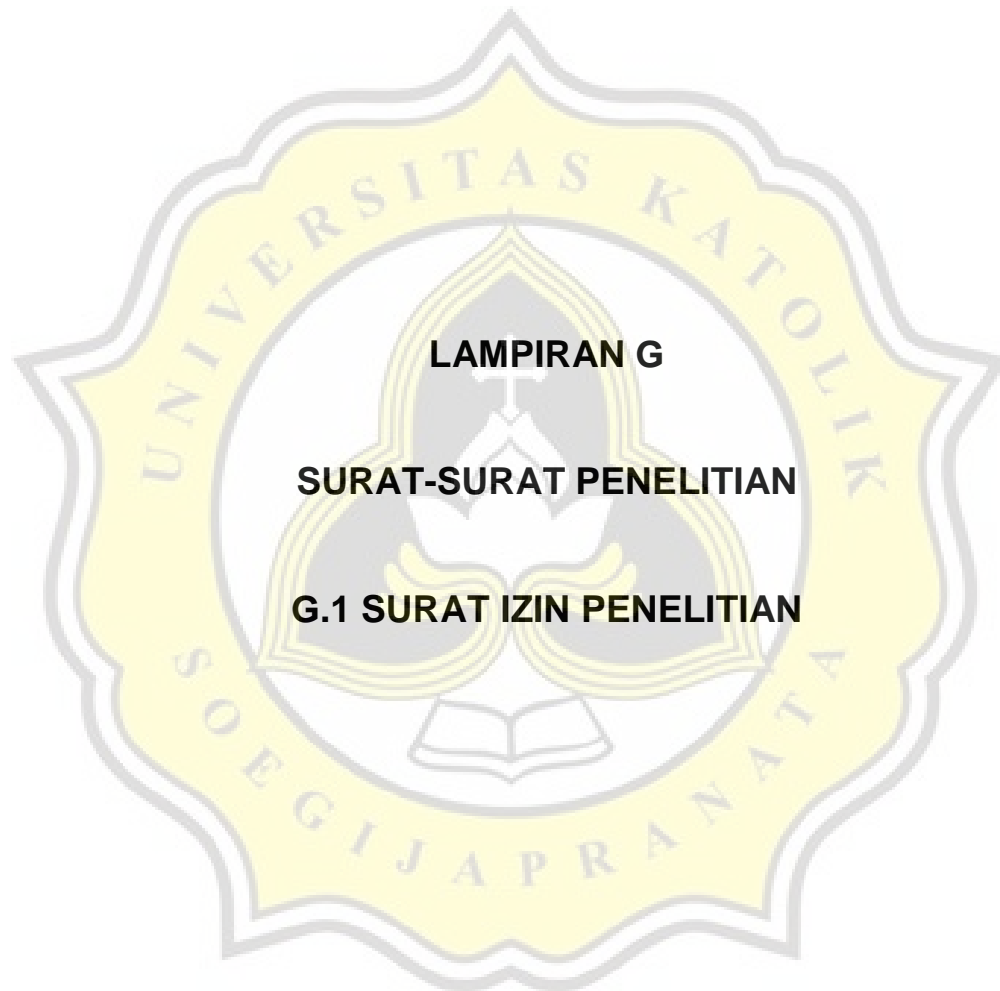 UNIVERSITAS KATOLIK
LAMPIRAN G
SURAT-SURAT PENELITIAN
G.1 SURAT IZIN PENELITIAN
SOEGIJAPRANATA